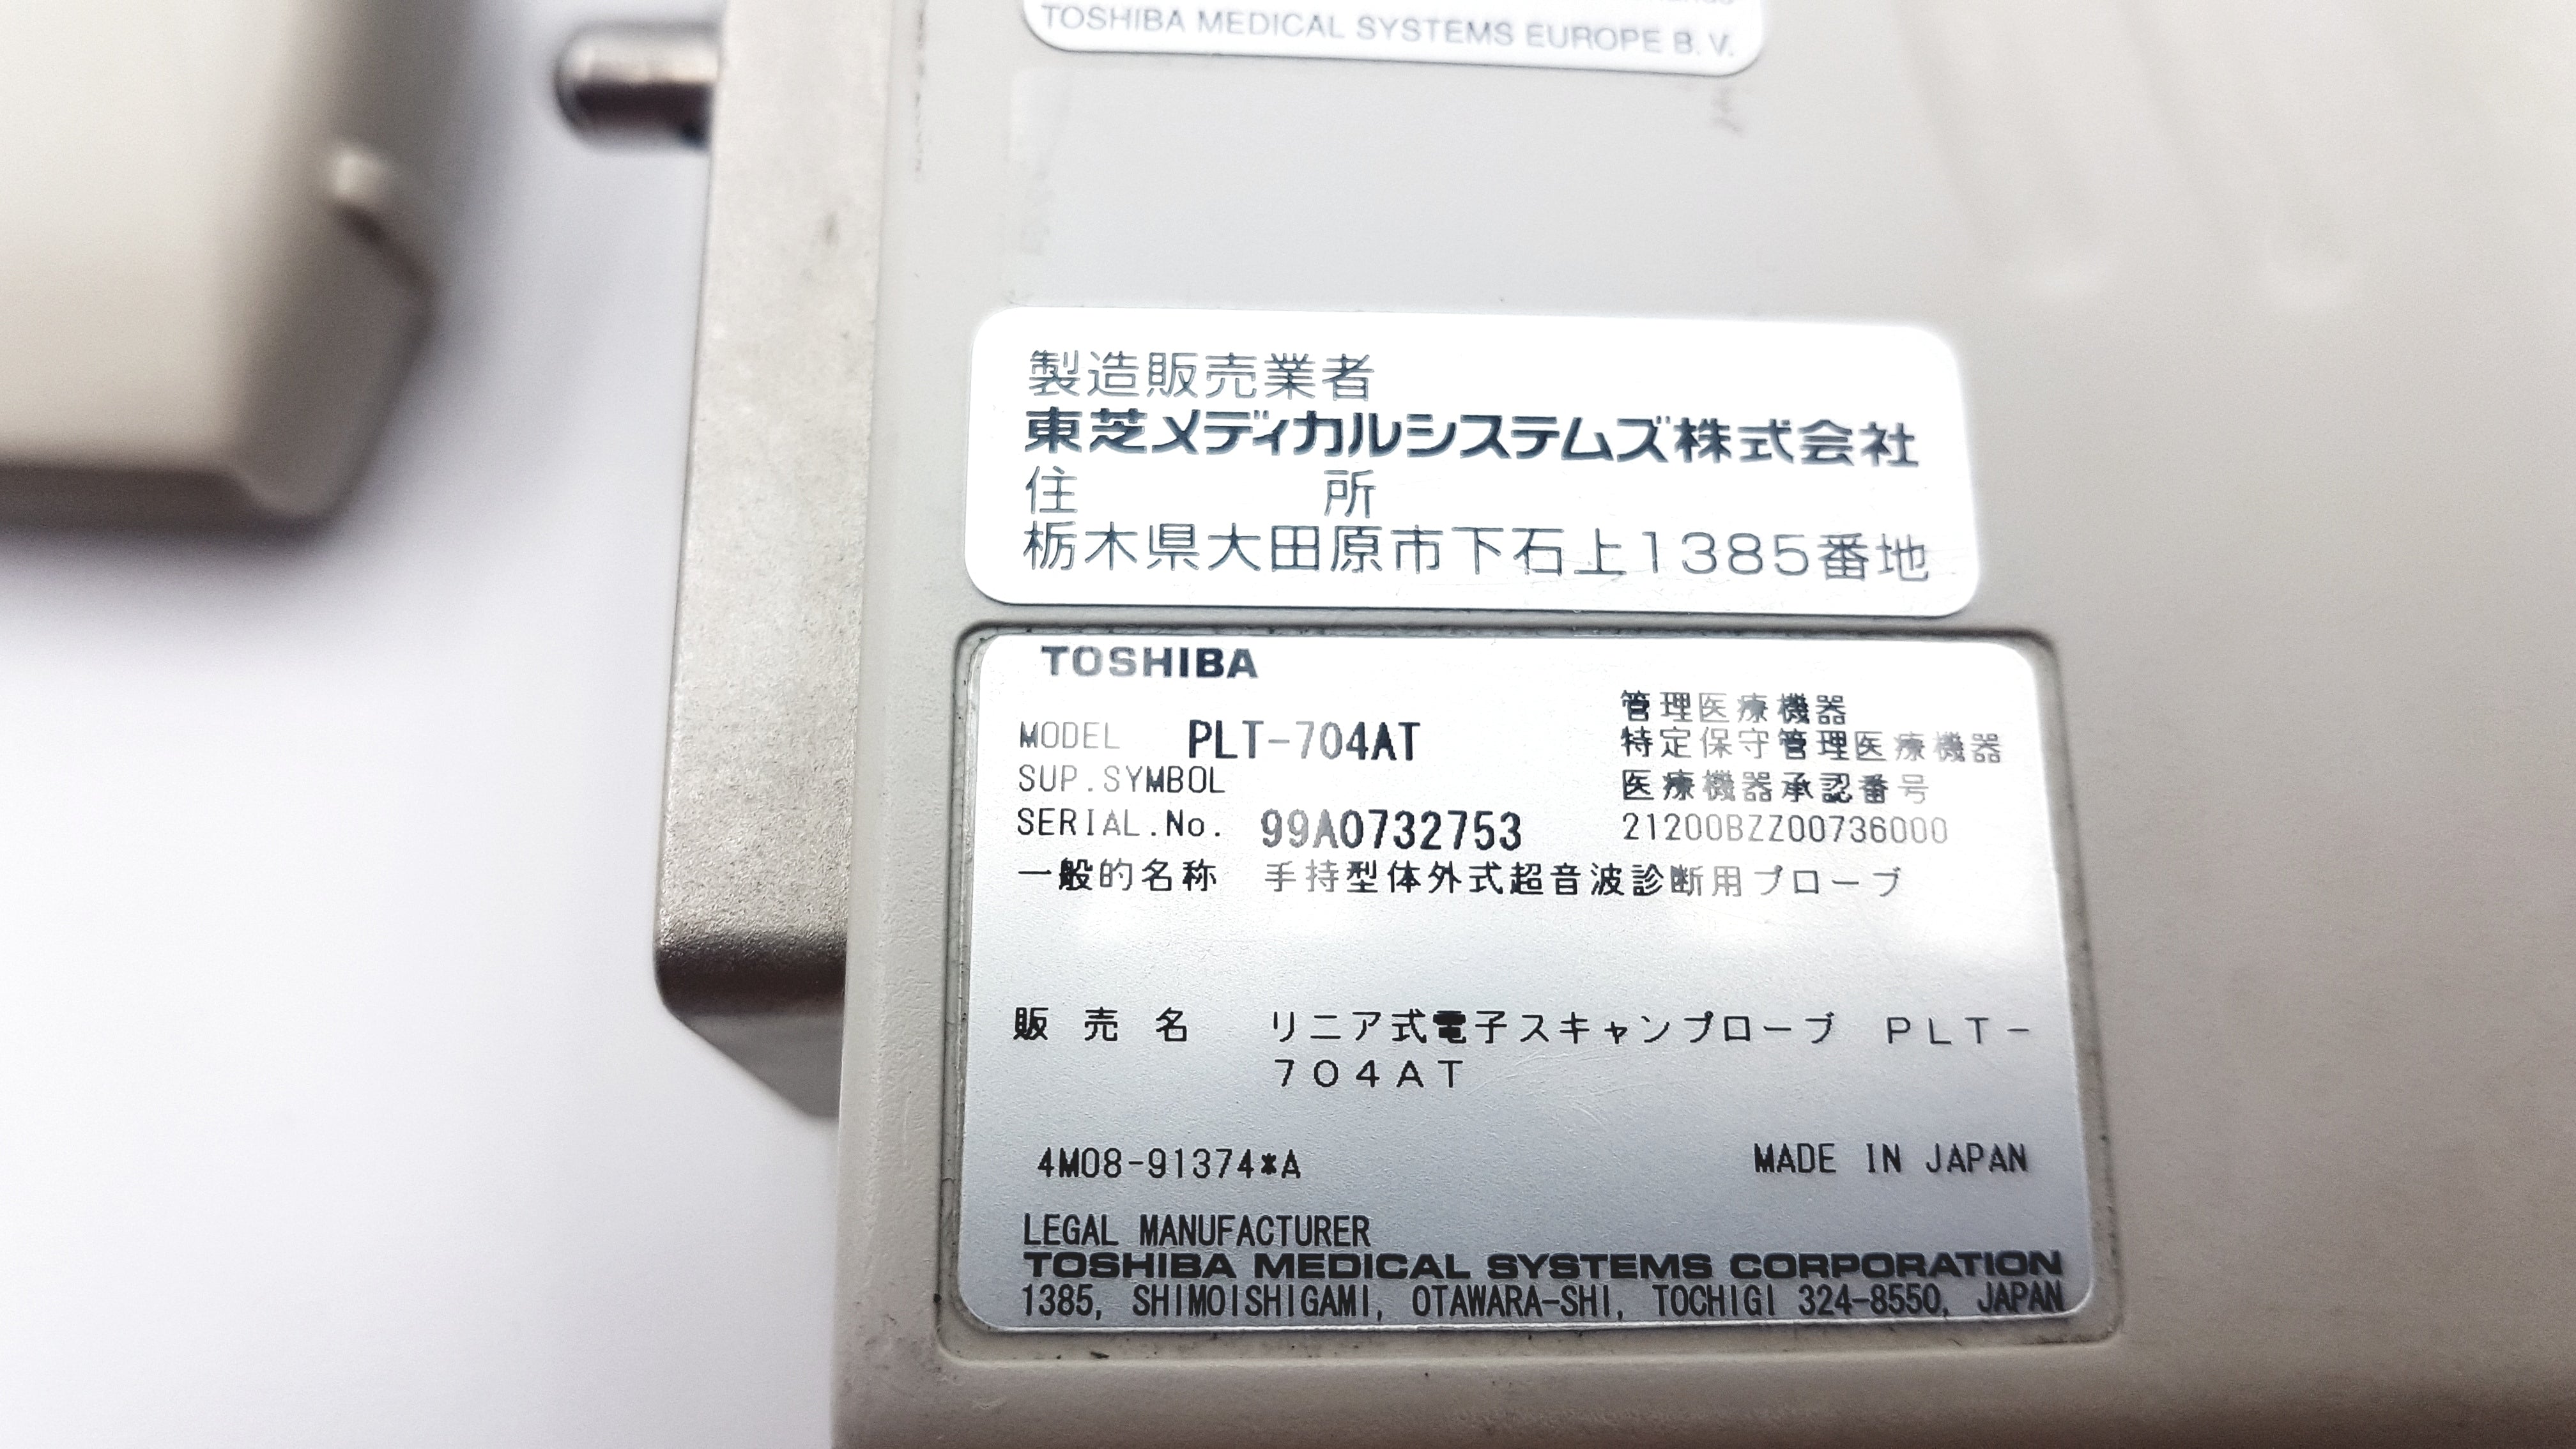 TOSHIBA MEDICAL SYSTEMS EUROPE B.V.
製造販売業者
東芝メディカルシステムズ株式会社
住 所
栃木県大田原市下石上1385番地
TOSHIBA
MODEL PLT-704AT
SUP.SYMBOL
SERIAL.No. 99A0732753
管理医療機器
特定保守管理医療機器
医療機器承認番号
21200BZZ00736000
一般的名称 手持型体外式超音波診断用プローブ
販売名 リニア式電子スキャンプローブ PLT-
704AT
4M08-91374*A
MADE IN JAPAN
LEGAL MANUFACTURER
TOSHIBA MEDICAL SYSTEMS CORPORATION
1385, SHIMOISHIGAMI, OTAWARA-SHI, TOCHIGI 324-8550, JAPAN